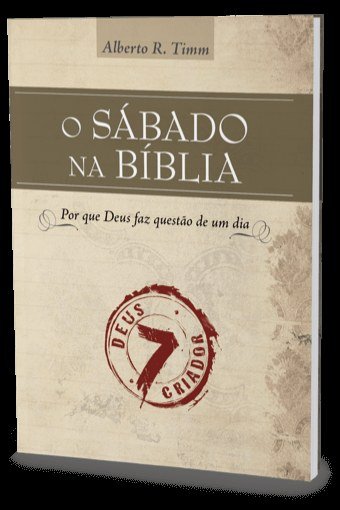 Alberto R. Timm
O SÁBADO
NA BÍBLIA
Por que Deus faz questão de um dia
DEUS
7
CRIADOR